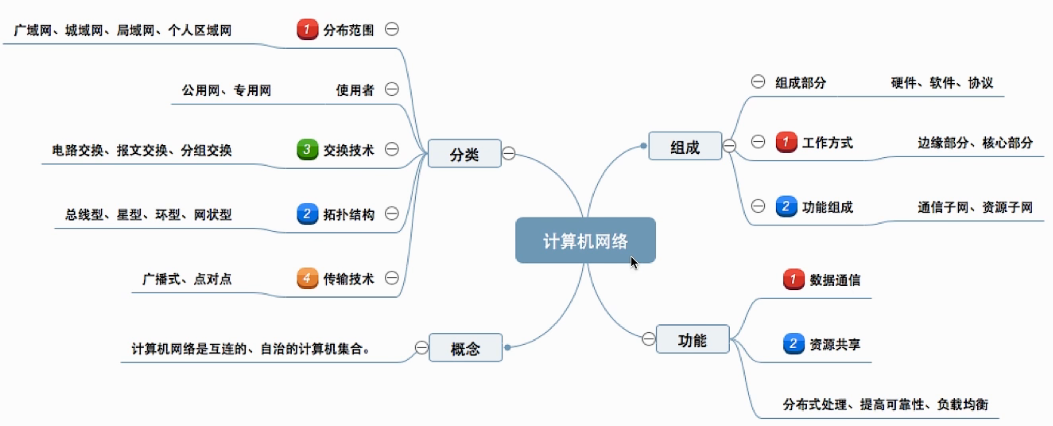 计算机网络
分类
1 分布范围
广域网、城域网、局域网、个人区域网
使用者
公用网、专用网
3 交换技术
电路交换、报文交换、分组交换
2 拓扑结构
总线型、星型、环型、网状型
4 传输技术
广播式、点对点
概念
计算机网络是互连的、自治的计算机集合。
组成
组成部分
硬件、软件、协议
1 工作方式
边缘部分、核心部分
2 功能组成
通信子网、资源子网
功能
1 数据通信
2 资源共享
分布式处理、提高可靠性、负载均衡